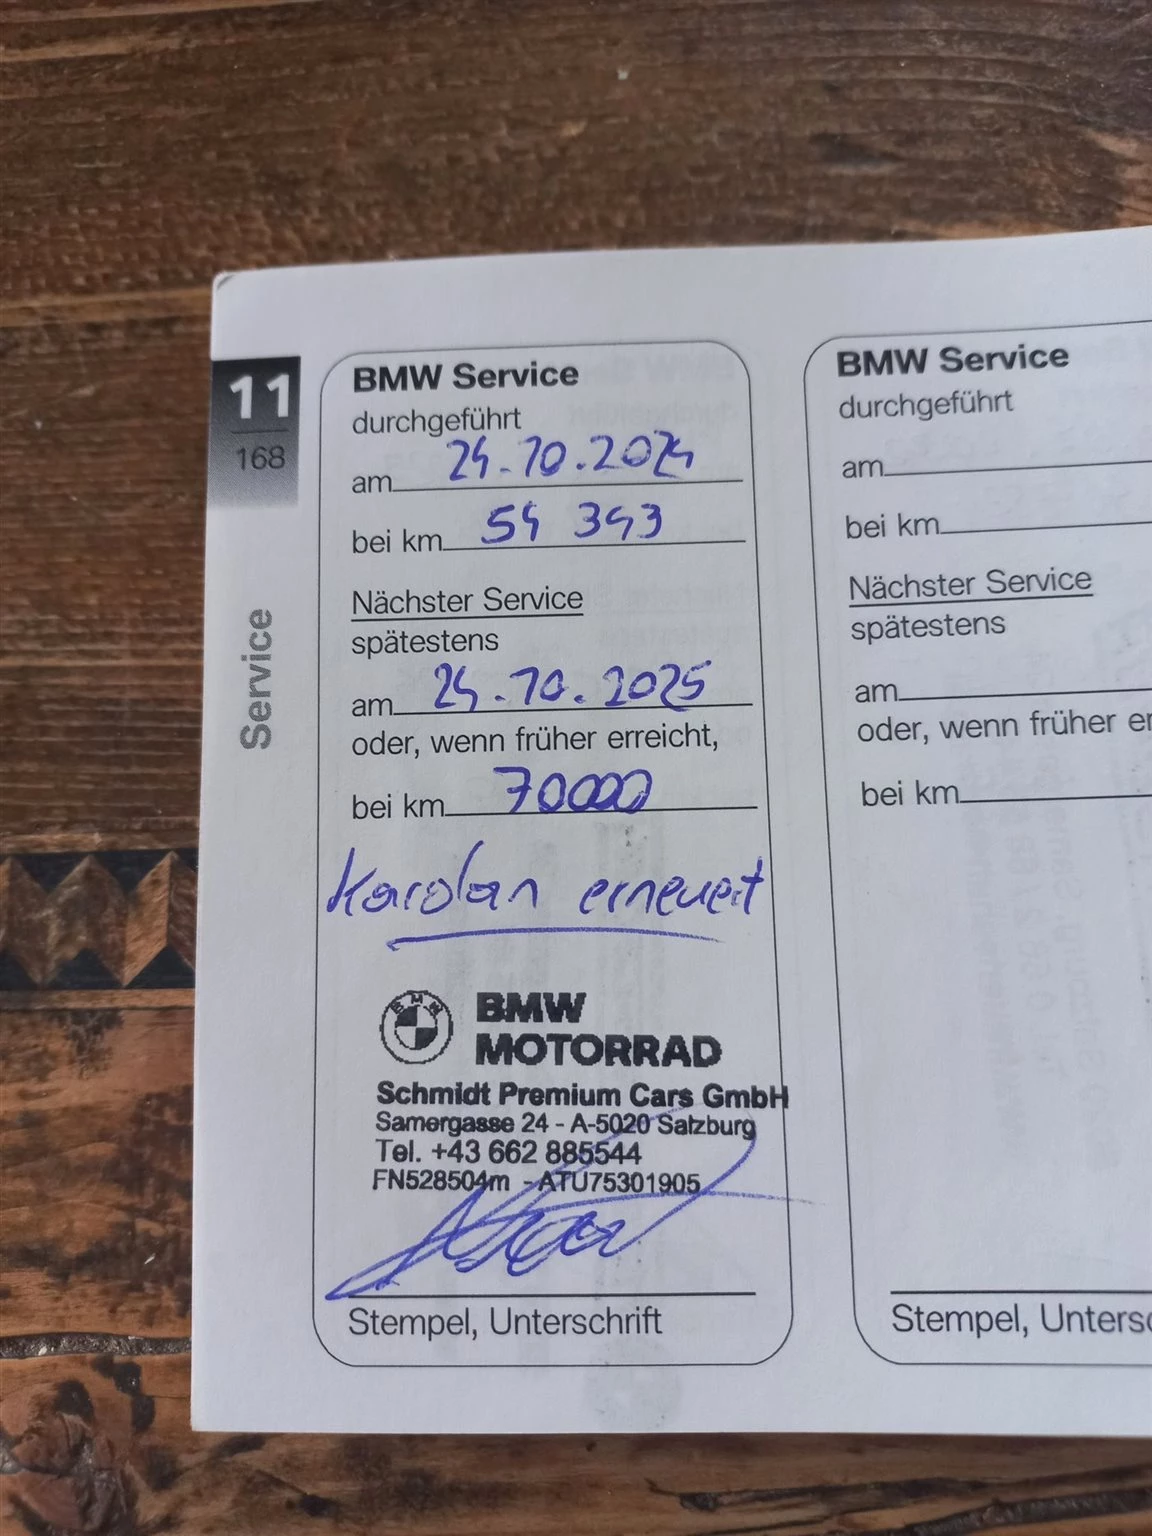 11
168
Service
BMW Service
durchgeführt
am 24.10.2024
bei km 54 343
Nächster Service
spätestens
am 24.10.2025
oder, wenn früher erreicht,
bei km 70000
Kardan erneuert
BMW
MOTORRAD
Schmidt Premium Cars GmbH
Samergasse 24 - A-5020 Salzburg
Tel. +43 662 885544
FN528504m - ATU75301905
Stempel, Unterschrift
BMW Service
durchgeführt
am
bei km
Nächster Service
spätestens
am
oder, wenn früher er
bei km
Stempel, Untersc